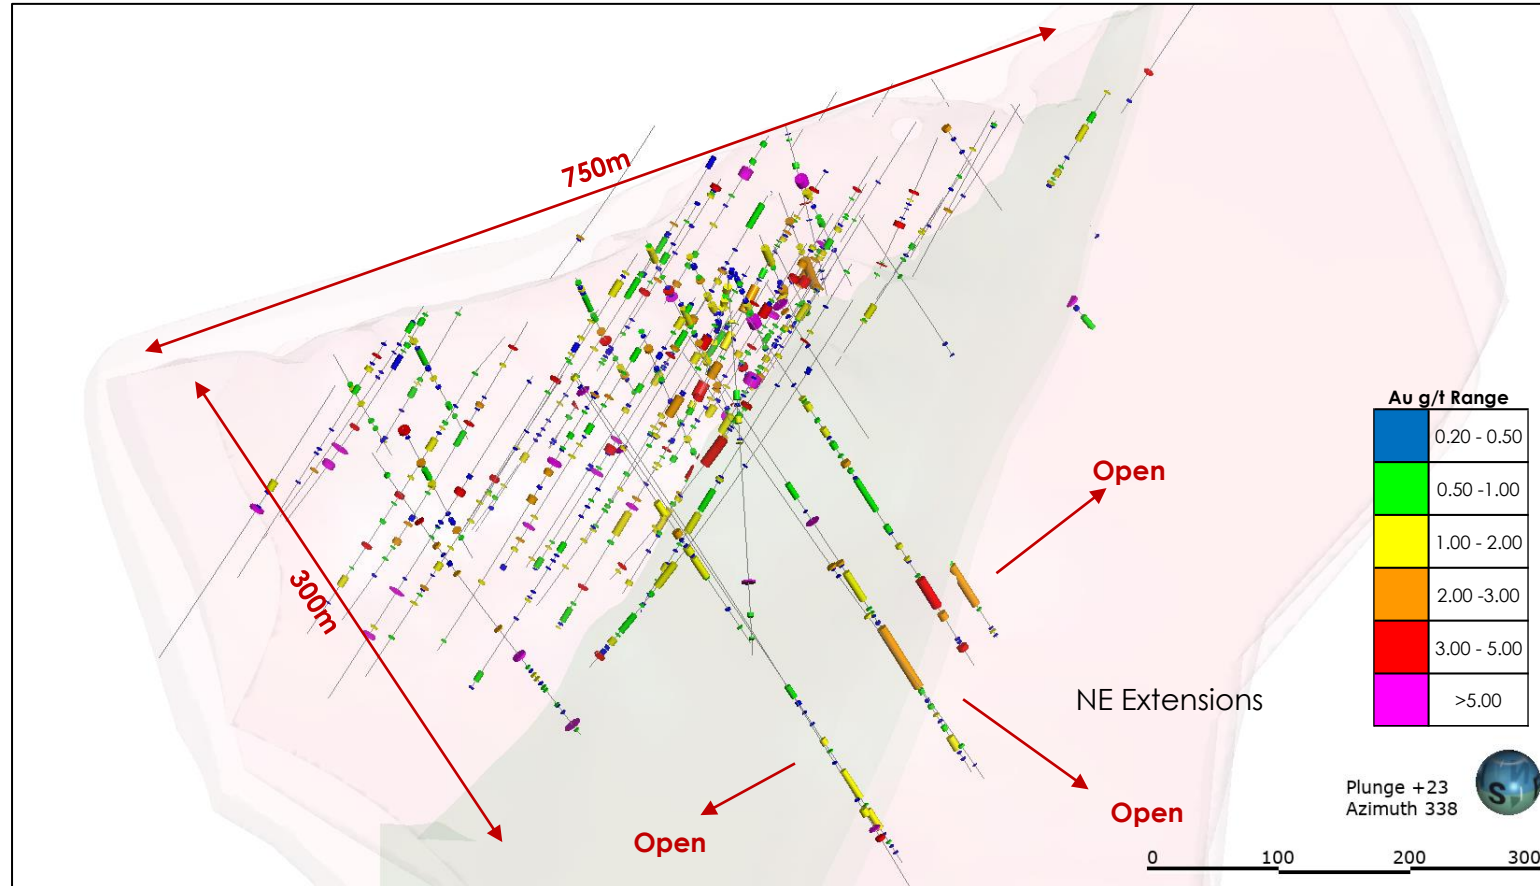 750m
300m
Open
NE Extensions
Open
Open
Au g/t Range
0.20 - 0.50
0.50 -1.00
1.00 - 2.00
2.00 -3.00
3.00 - 5.00
>5.00
Plunge +23
Azimuth 338
S
0 100 200 300